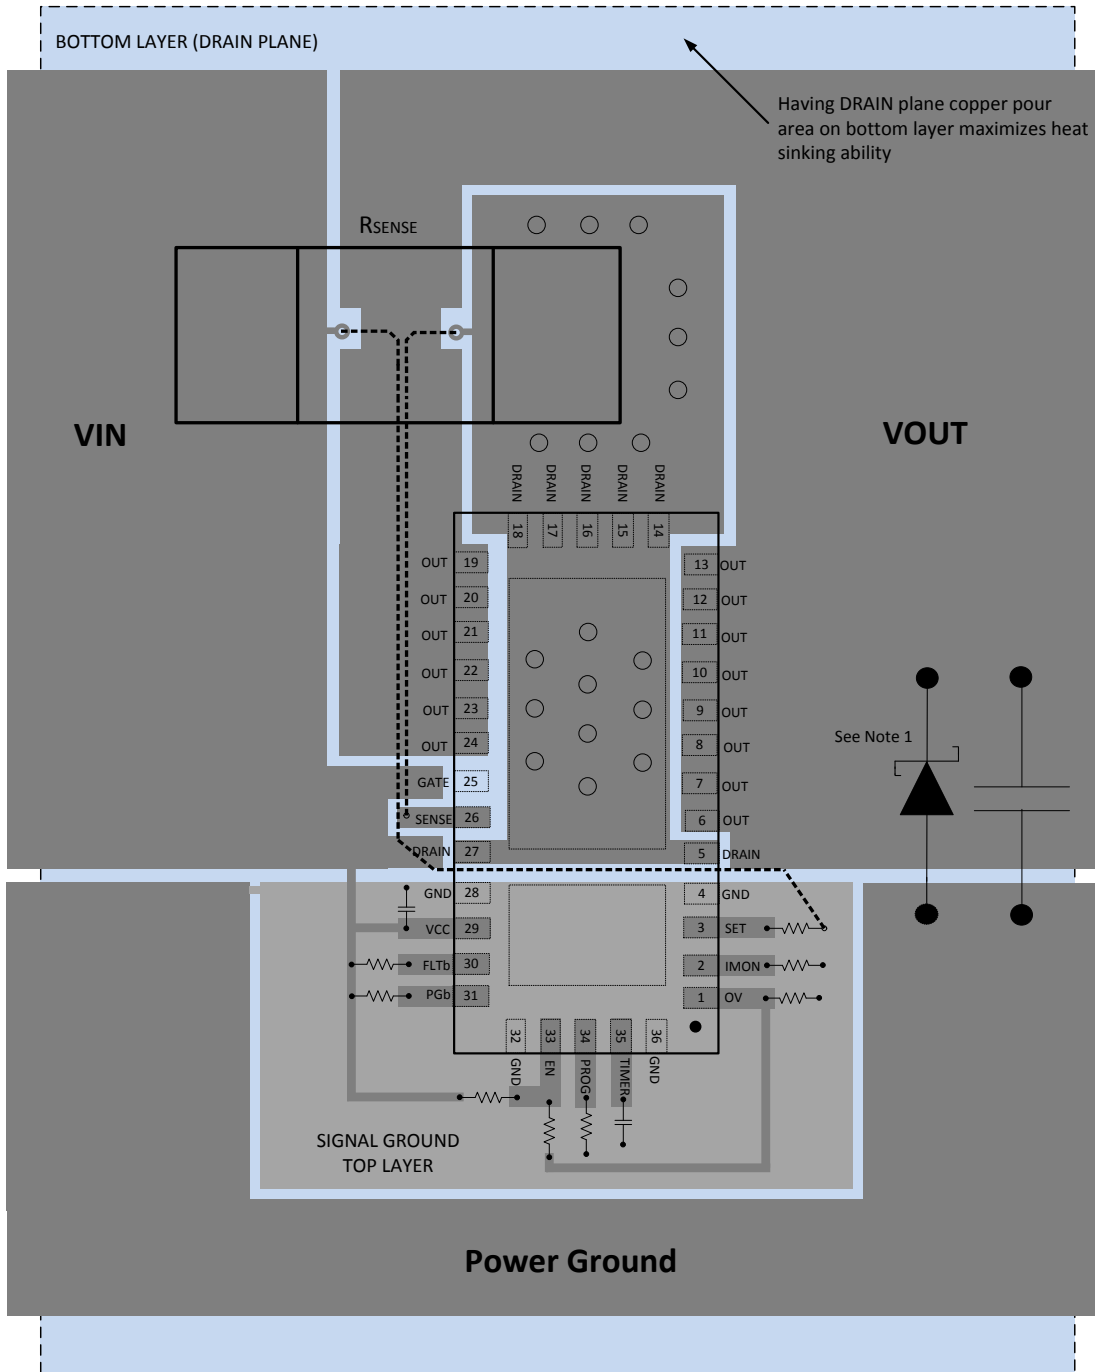 BOTTOM LAYER (DRAIN PLANE)
Having DRAIN plane copper pour
area on bottom layer maximizes heat
sinking ability
RSENSE
VIN
VOUT
DRAIN
DRAIN
DRAIN
DRAIN
DRAIN
18
17
16
15
14
OUT 19
13 OUT
OUT 20
12 OUT
OUT 21
11 OUT
OUT 22
10 OUT
OUT 23
9 OUT
OUT 24
8 OUT
See Note 1
GATE 25
7 OUT
SENSE 26
6 OUT
DRAIN 27
5 DRAIN
GND 28
4 GND
VCC 29
3 SET
FLTb 30
2 IMON
PGb 31
1 OV
32
33
34
35
36
GND
EN
PROG
TIMER
GND
SIGNAL GROUND
TOP LAYER
Power Ground